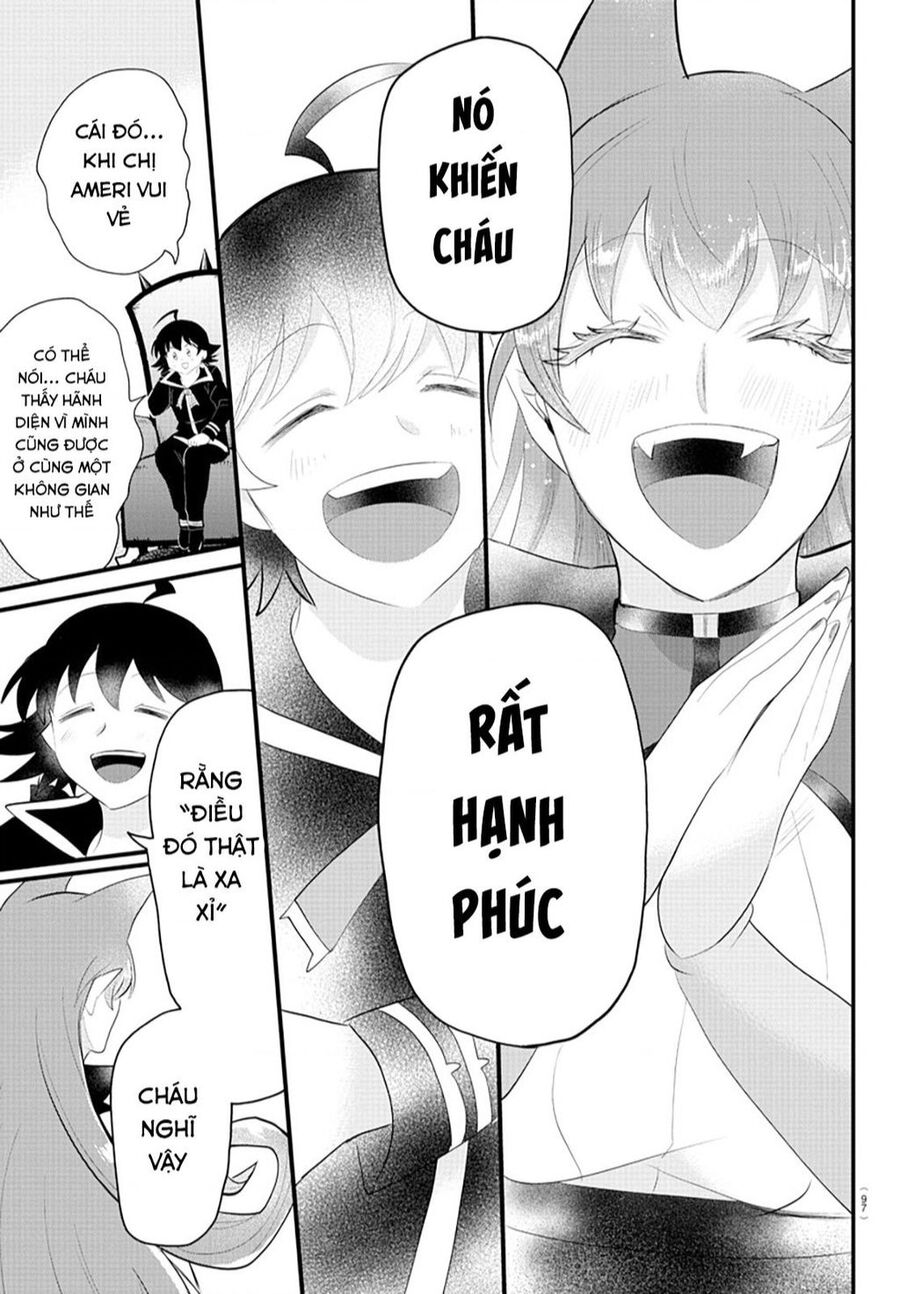 NÓ
KHIẾN
CHÁU
RẤT
HẠNH
PHÚC
CÁI ĐÓ...
KHI CHỊ
AMERI VUI
VẺ
CÓ THỂ
NÓI... CHÁU
THẤY HÃNH
DIỆN VÌ MÌNH
CŨNG ĐƯỢC
Ở CÙNG MỘT
KHÔNG GIAN
NHƯ THẾ
RẰNG
"ĐIỀU
ĐÓ THẬT
LÀ XA
XỈ"
CHÁU
NGHĨ
VẬY
(97)